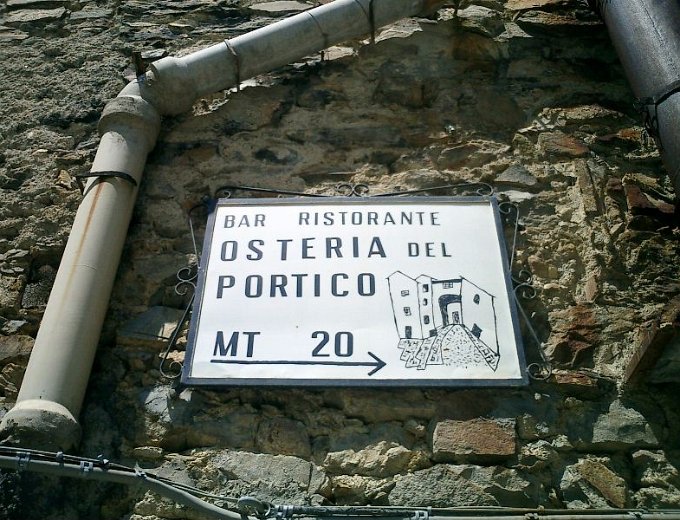 BAR RISTORANTE
OSTERIA DEL
PORTICO
MT 20